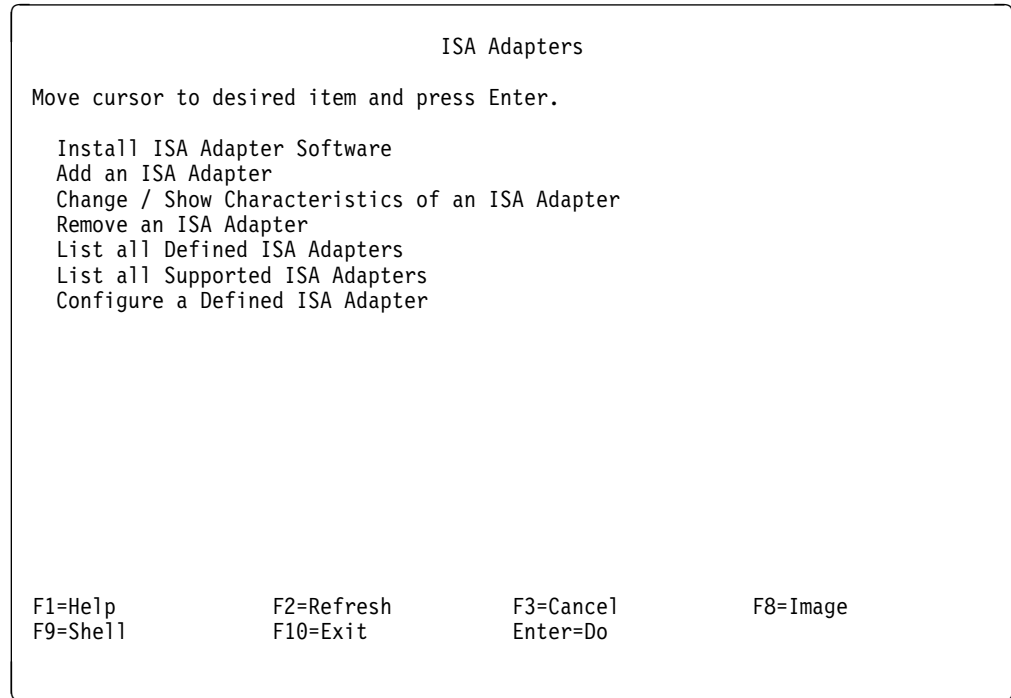 ISA Adapters
Move cursor to desired item and press Enter.
Install ISA Adapter Software
Add an ISA Adapter
Change / Show Characteristics of an ISA Adapter
Remove an ISA Adapter
List all Defined ISA Adapters
List all Supported ISA Adapters
Configure a Defined ISA Adapter
F1=Help F2=Refresh F3=Cancel F8=Image
F9=Shell F10=Exit Enter=Do